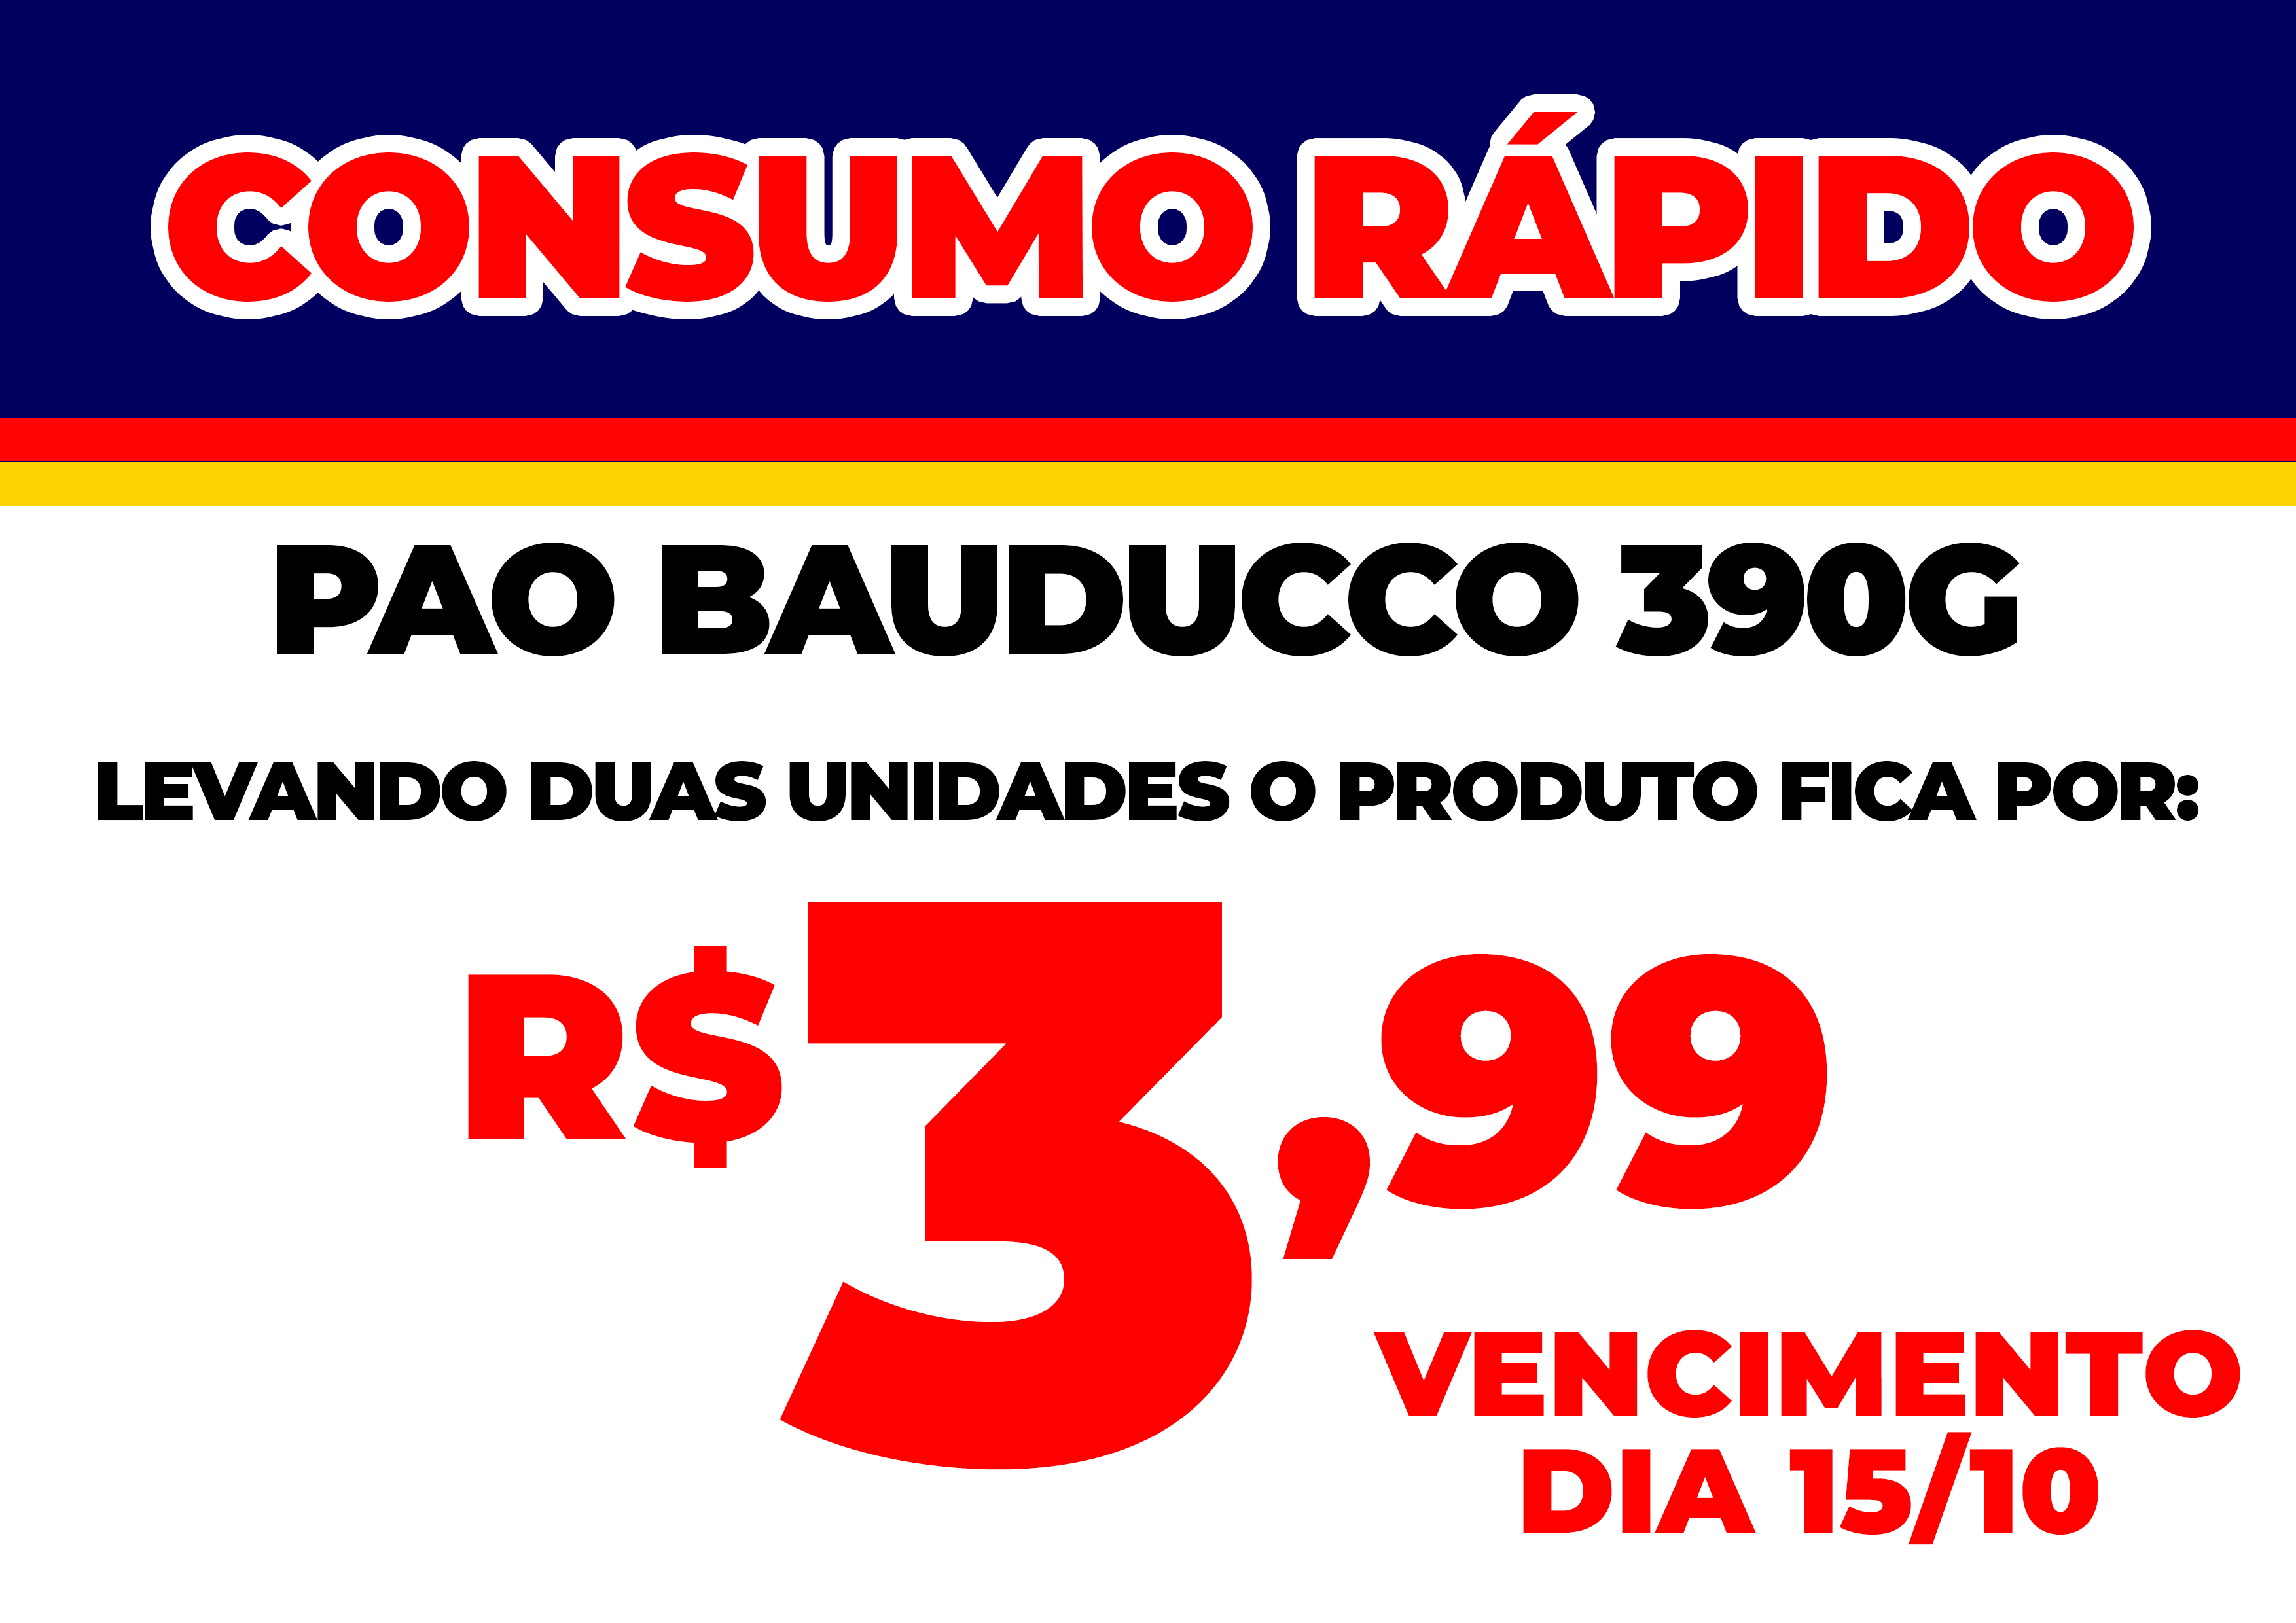 CONSUMO RÁPIDO
PAO BAUDUCCO 390G
LEVANDO DUAS UNIDADES O PRODUTO FICA POR:
R$3,99
VENCIMENTO
DIA 15/10